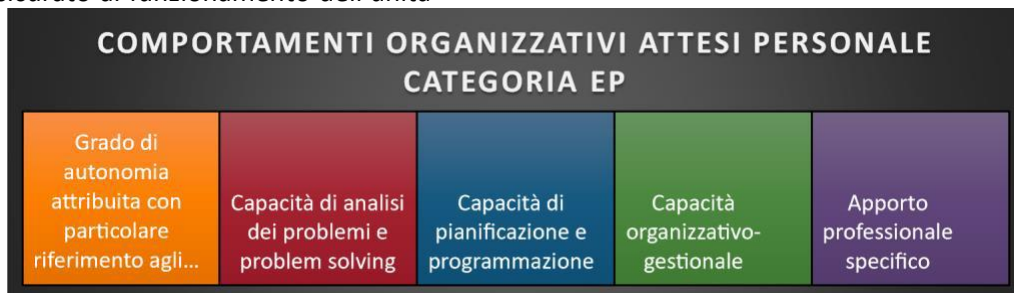 COMPORTAMENTI ORGANIZZATIVI ATTESI PERSONALE
CATEGORIA EP
Grado di
autonomia
attribuita con
particolare
riferimento agli...
Capacità di analisi
dei problemi e
problem solving
Capacità di
pianificazione e
programmazione
Capacità
organizzativo-
gestionale
Apporto
professionale
specifico